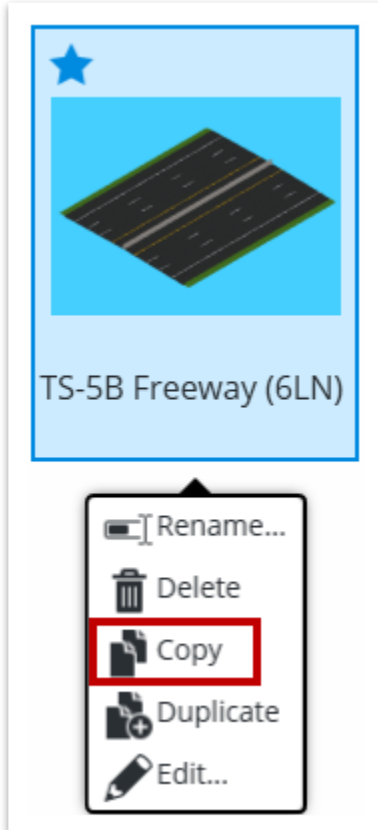 TS-5B Freeway (6LN)
Rename...
Delete
Copy
Duplicate
Edit...